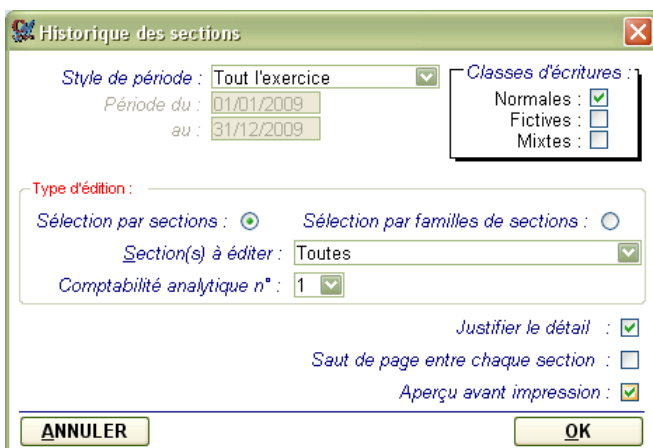 Historique des sections
Style de période : Tout l'exercice
Période du : 01/01/2009
au : 31/12/2009
Classes d'écritures :
Normales :
Fictives :
Mixtes :
Type d'édition :
Sélection par sections : Sélection par familles de sections :
Section(s) à éditer : Toutes
Comptabilité analytique n° : 1
Justifier le détail :
Saut de page entre chaque section :
Aperçu avant impression :
ANNULER OK